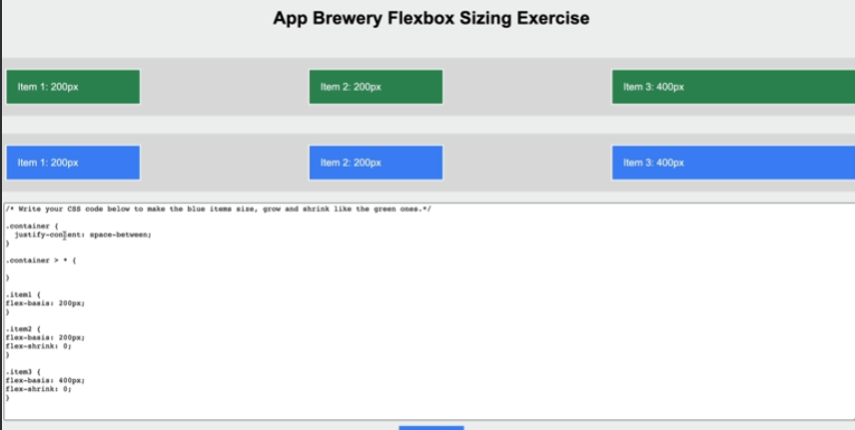 App Brewery Flexbox Sizing Exercise
Item 1: 200px
Item 2: 200px
Item 3: 400px
Item 1: 200px
Item 2: 200px
Item 3: 400px
/* Write your CSS code below to make the blue items size, grow and shrink like the green ones.*/
.container {
justify-content: space-between;
}
.container > * {
}
.item1 {
flex-basis: 200px;
}
.item2 {
flex-basis: 200px;
flex-shrink: 0;
}
.item3 {
flex-basis: 400px;
flex-shrink: 0;
}